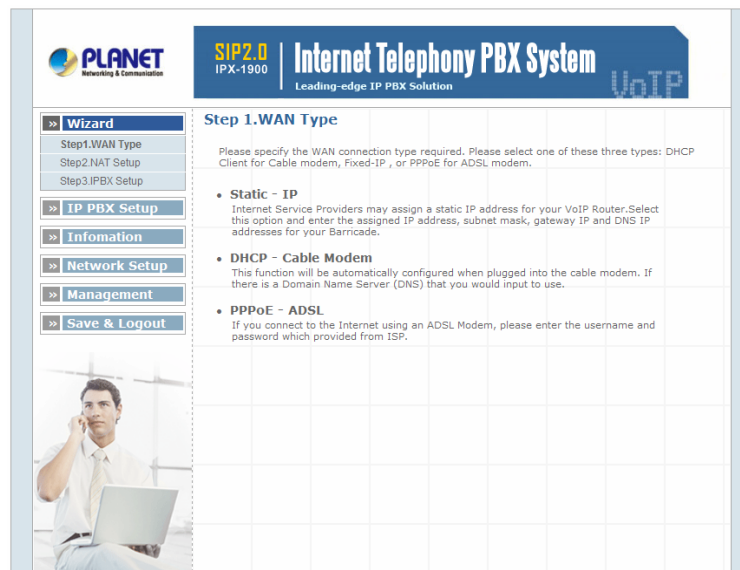 PLANET
Networking & Communication
SIP2.0
IPX-1900
Internet Telephony PBX System
Leading-edge IP PBX Solution
VoIP
» Wizard
Step1.WAN Type
Step2.NAT Setup
Step3.IPBX Setup
» IP PBX Setup
» Infomation
» Network Setup
» Management
» Save & Logout
Step 1.WAN Type
Please specify the WAN connection type required. Please select one of these three types: DHCP
Client for Cable modem, Fixed-IP , or PPPoE for ADSL modem.
• Static - IP
Internet Service Providers may assign a static IP address for your VoIP Router.Select
this option and enter the assigned IP address, subnet mask, gateway IP and DNS IP
addresses for your Barricade.
• DHCP - Cable Modem
This function will be automatically configured when plugged into the cable modem. If
there is a Domain Name Server (DNS) that you would input to use.
• PPPoE - ADSL
If you connect to the Internet using an ADSL Modem, please enter the username and
password which provided from ISP.